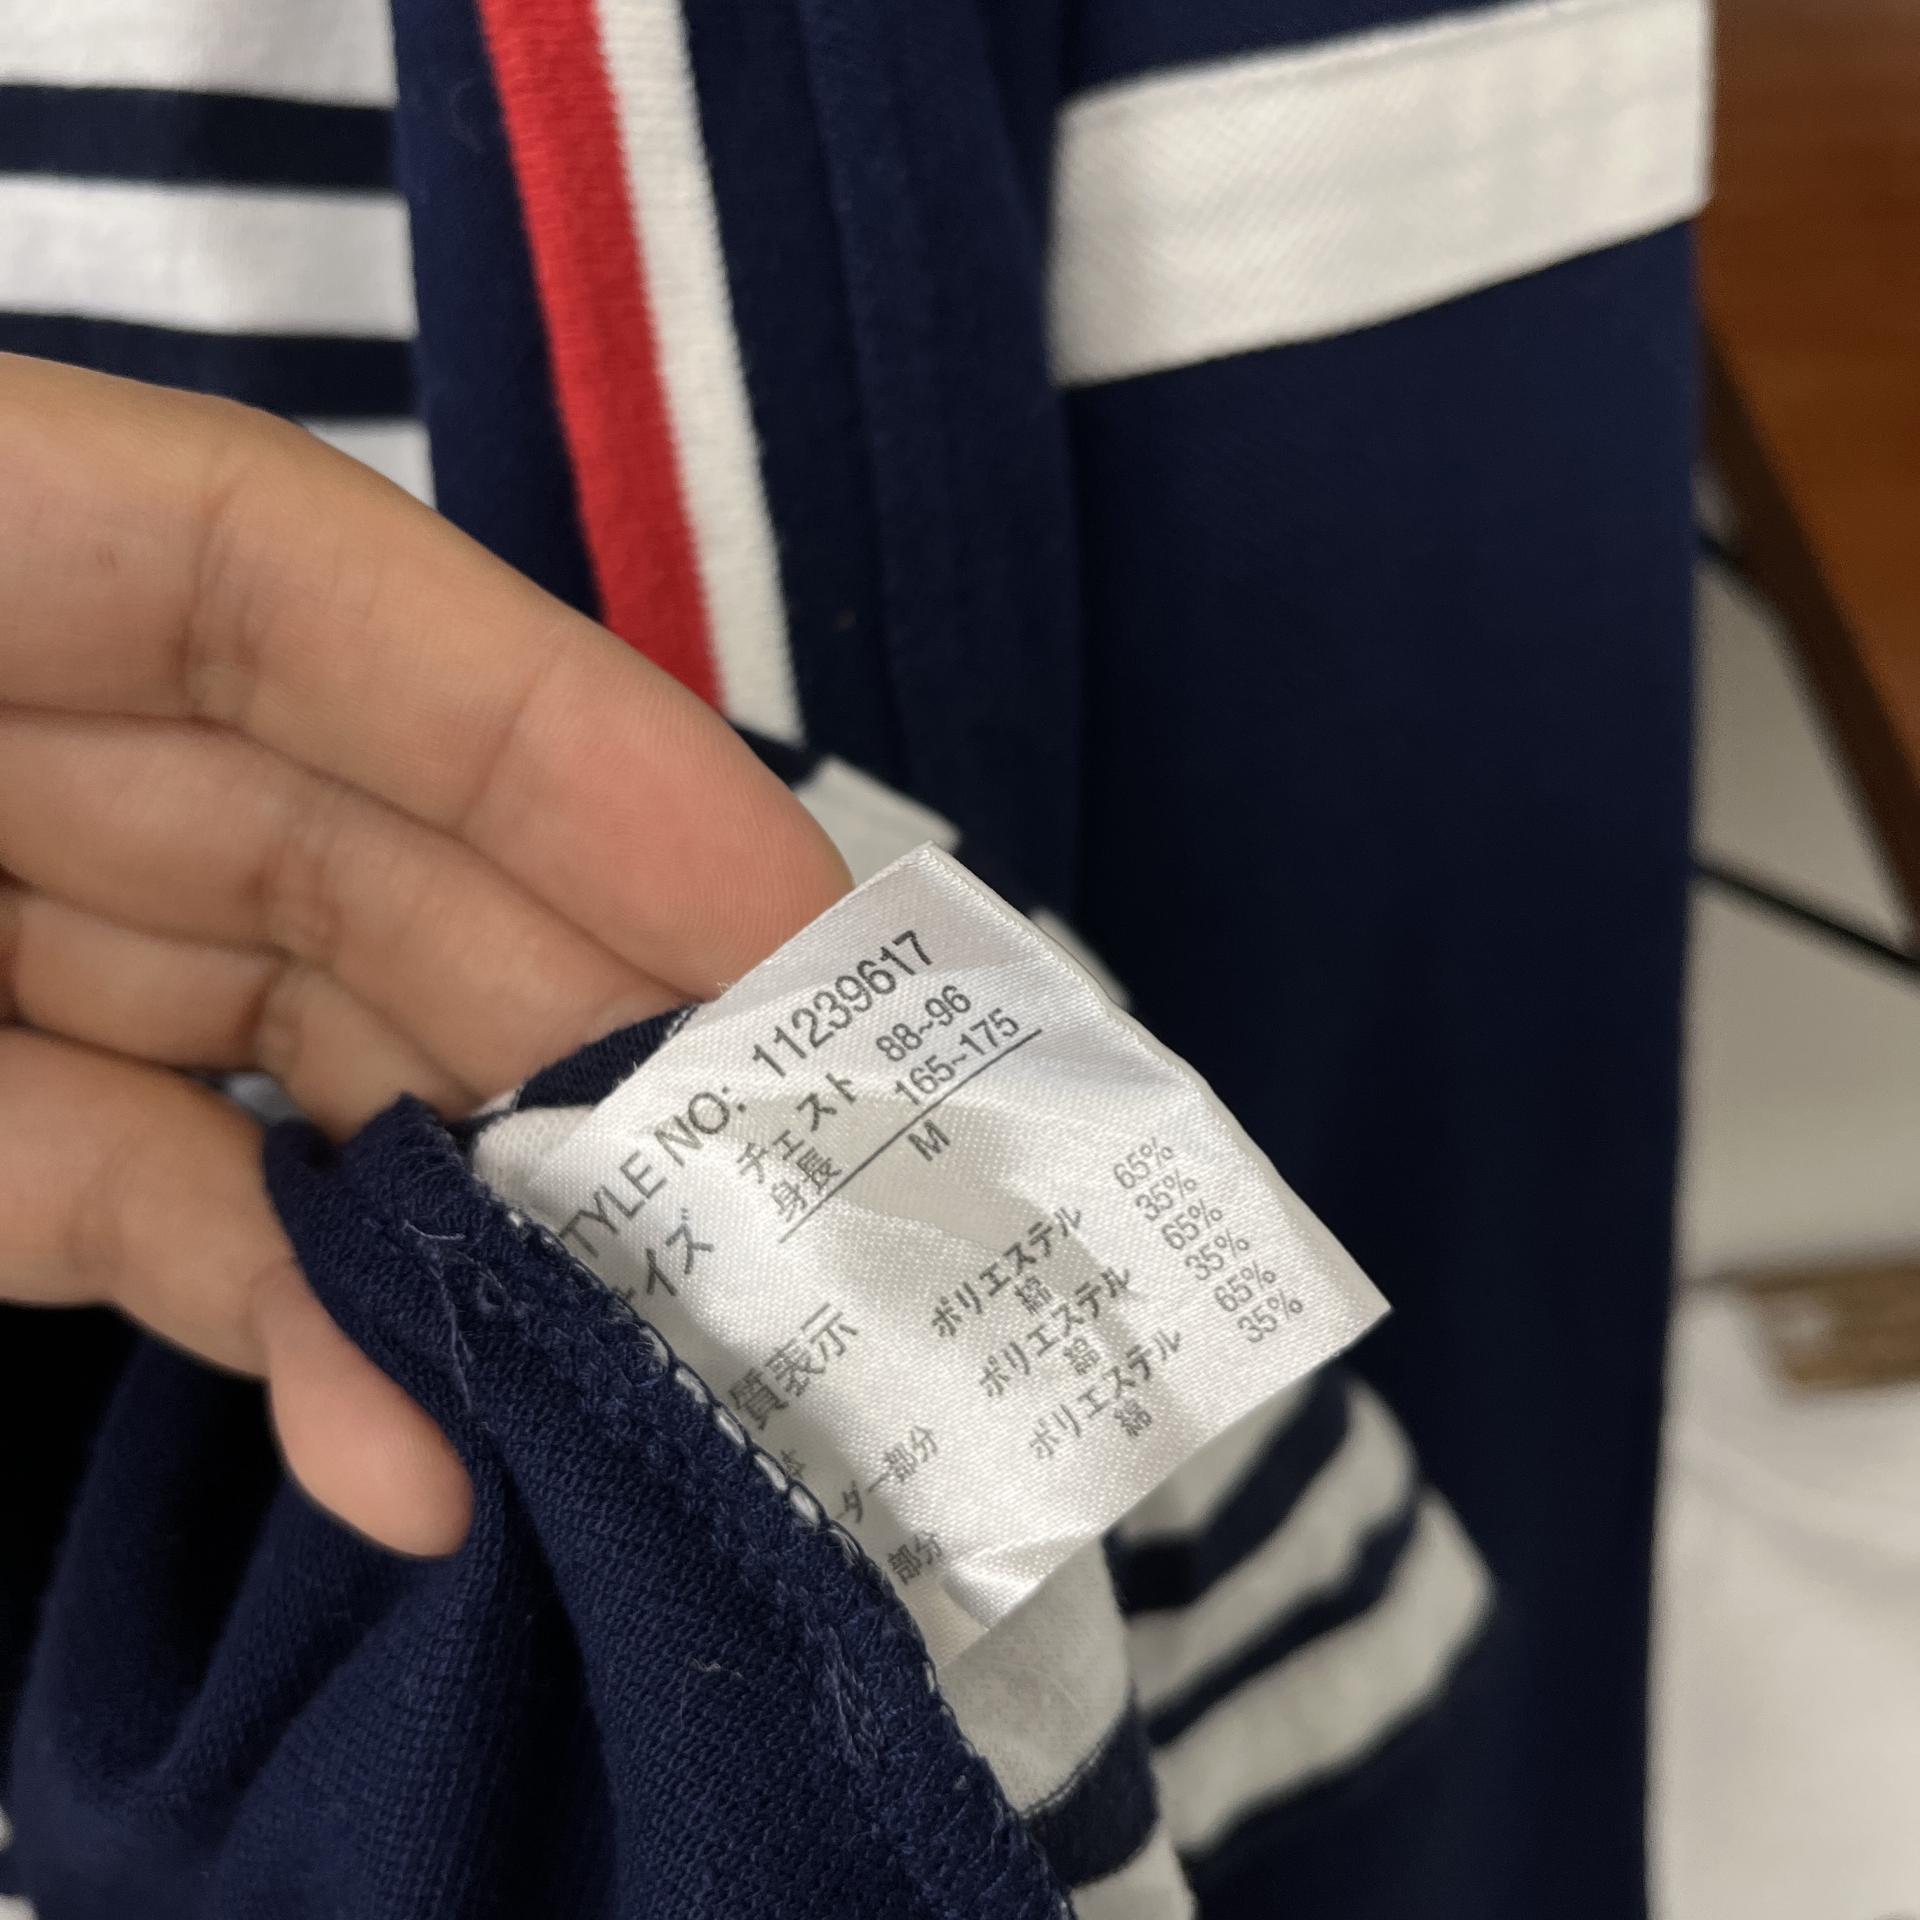 STYLE NO: 11239617
サイズ チェスト 88~96
身長 165~175
M
質表示
ポリエステル 65%
綿 35%
ポリエステル 65%
ーダー部分 綿 35%
ポリエステル 65%
部分 綿 35%